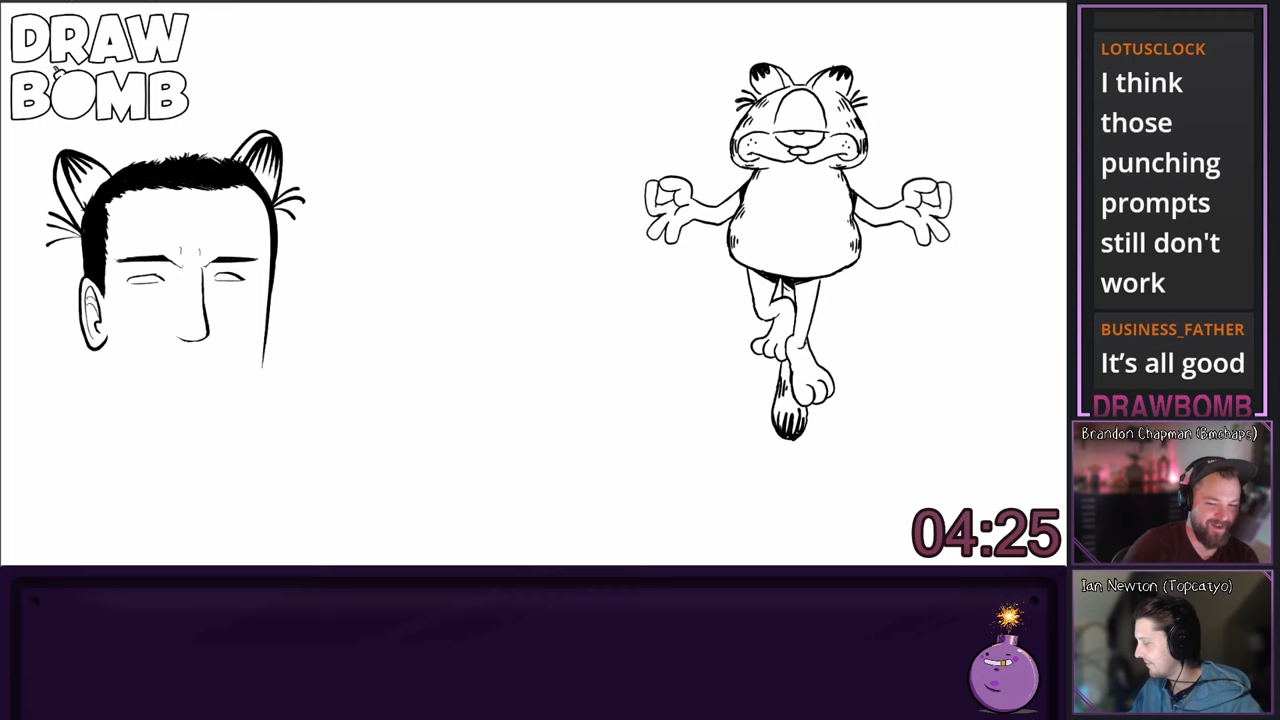 DRAW
BOMB
04:25
LOTUSCLOCK
I think
those
punching
prompts
still don't
work
BUSINESS_FATHER
It's all good
DRAWBOMB
Brandon Chapman (Bmchaps)
Ian Newton (Topcatyo)